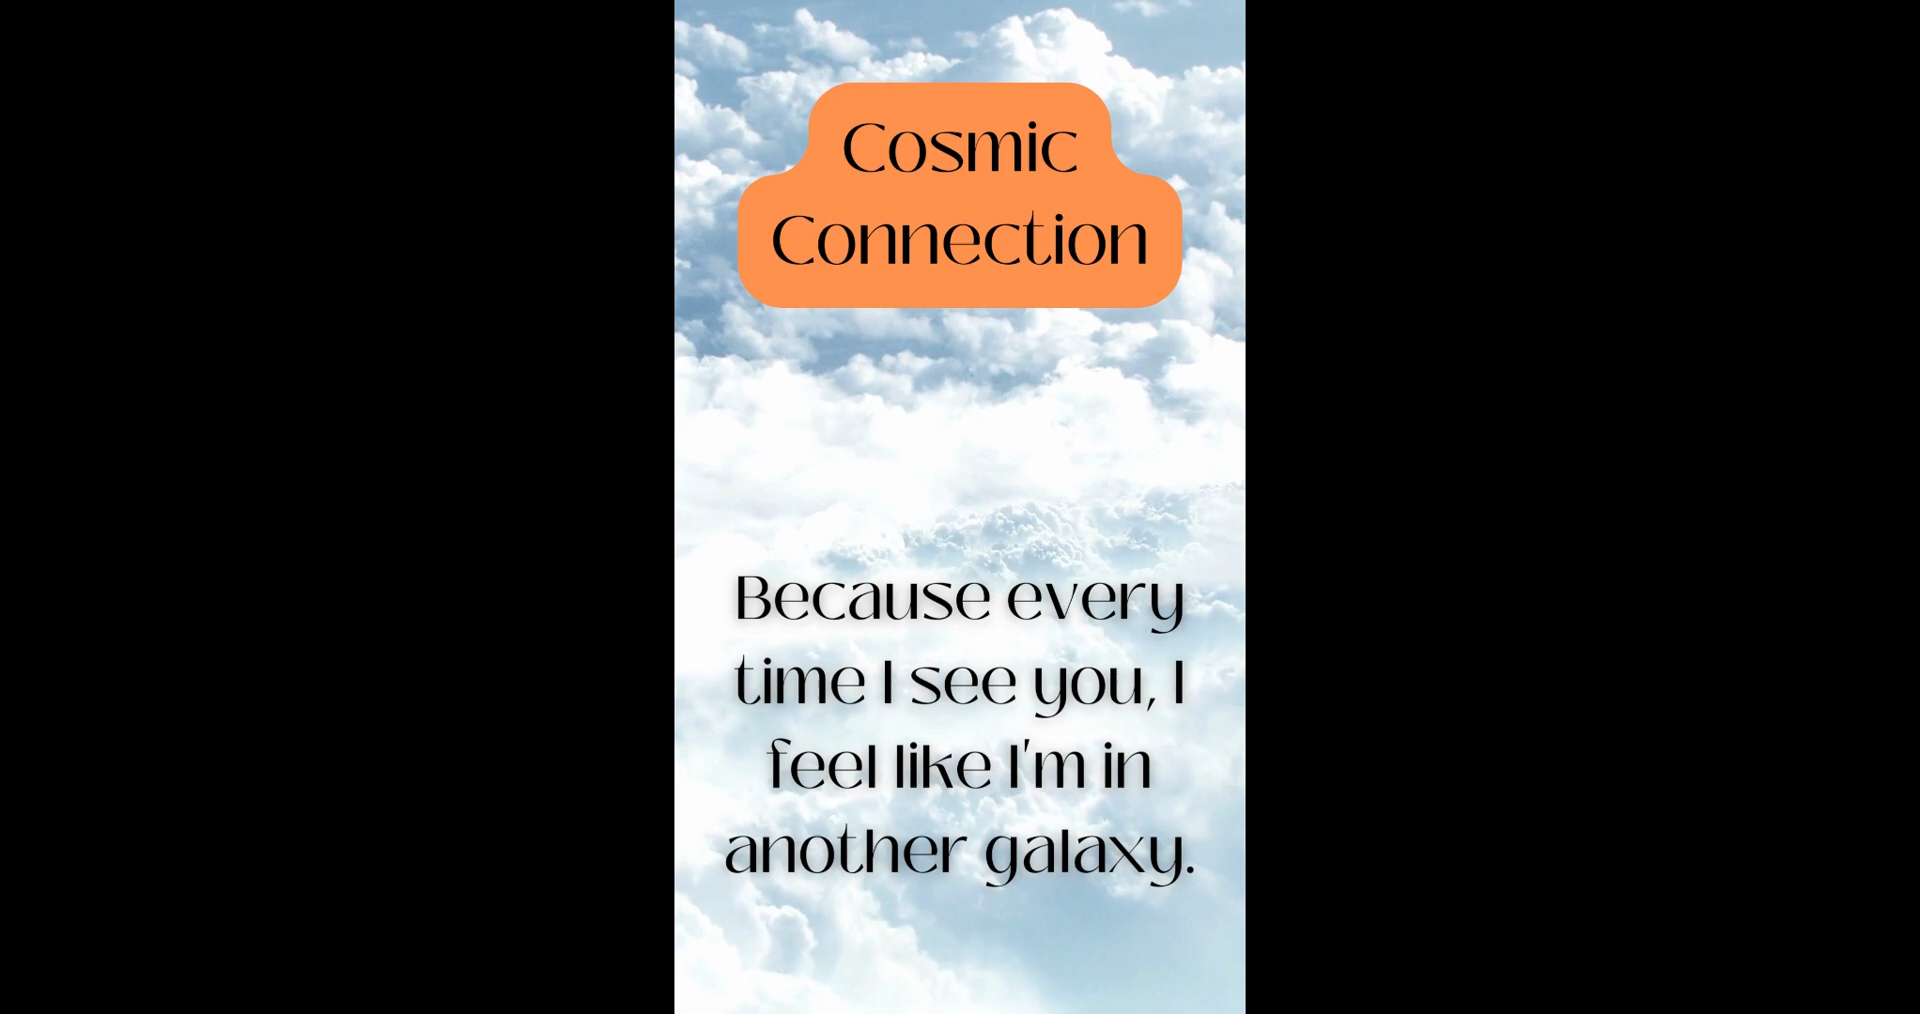 Cosmic
Connection
Because every
time I see you, I
feel like I'm in
another galaxy.